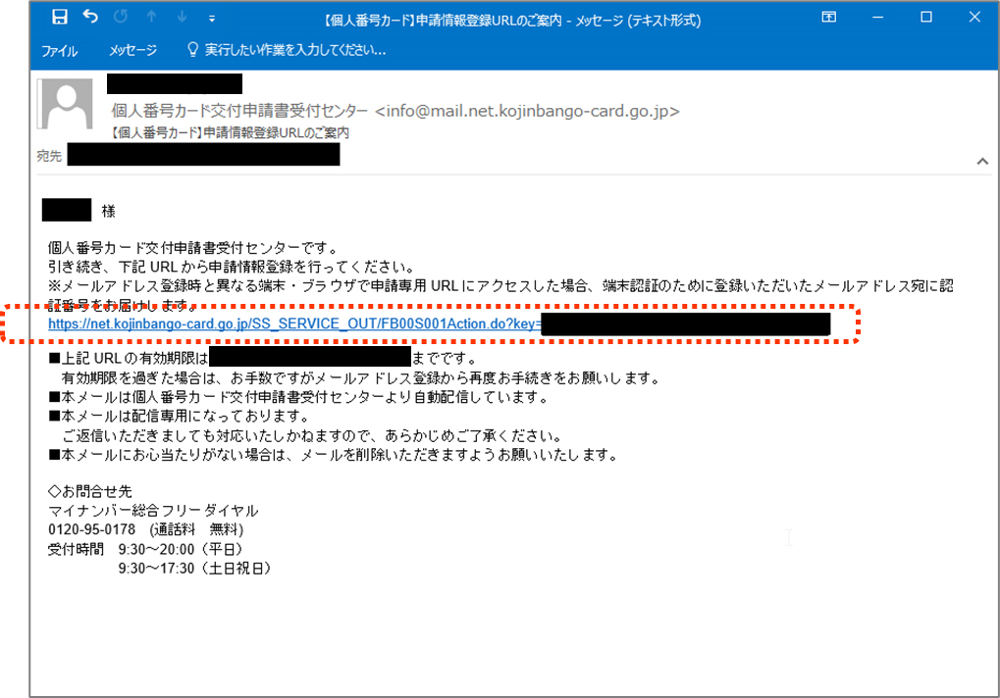 【個人番号カード】申請情報登録URLのご案内 - メッセージ (テキスト形式)
ファイル メッセージ 実行したい作業を入力してください...
個人番号カード交付申請書受付センター <info@mail.net.kojinbango-card.go.jp>
【個人番号カード】申請情報登録URLのご案内
宛先
様
個人番号カード交付申請書受付センターです。
引き続き、下記 URL から申請情報登録を行ってください。
※メールアドレス登録時と異なる端末・ブラウザで申請専用 URL にアクセスした場合、端末認証のために登録いただいたメールアドレス宛に認
証番号をお届けします。
https://net.kojinbango-card.go.jp/SS_SERVICE_OUT/FB00S001Action.do?key=
■上記 URL の有効期限は までです。
有効期限を過ぎた場合は、お手数ですがメールアドレス登録から再度お手続きをお願いします。
■本メールは個人番号カード交付申請書受付センターより自動配信しています。
■本メールは配信専用になっております。
ご返信いただきましても対応いたしかねますので、あらかじめご了承ください。
■本メールにお心当たりがない場合は、メールを削除いただきますようお願いいたします。
◇お問合せ先
マイナンバー総合フリーダイヤル
0120-95-0178 (通話料 無料)
受付時間 9:30～20:00（平日）
9:30～17:30（土日祝日）